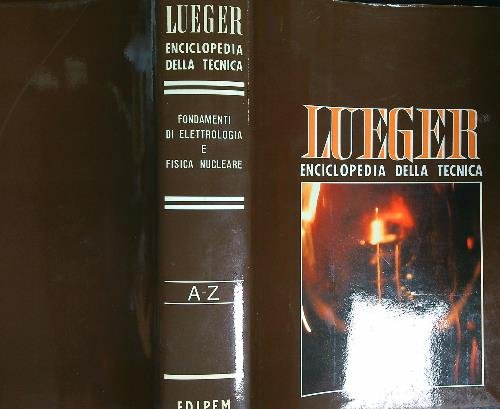 LUEGER
ENCICLOPEDIA
DELLA TECNICA
FONDAMENTI
DI ELETTROLOGIA
E
FISICA NUCLEARE
A-Z
EDIPEM
LUEGER
ENCICLOPEDIA DELLA TECNICA